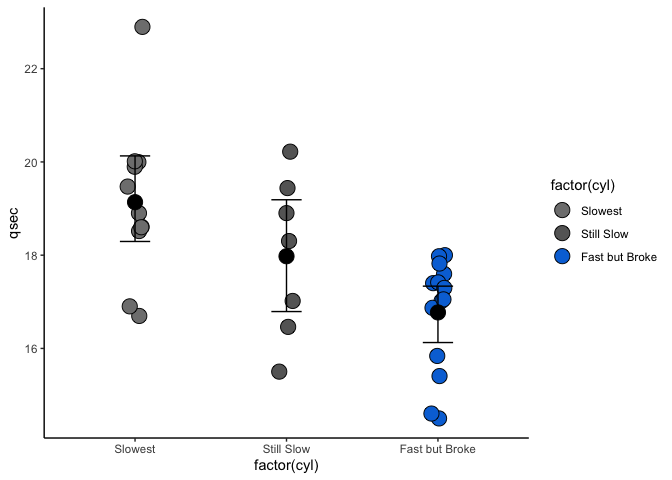 22
20
18
16
qsec
Slowest
Still Slow
Fast but Broke
factor(cyl)
factor(cyl)
Slowest
Still Slow
Fast but Broke